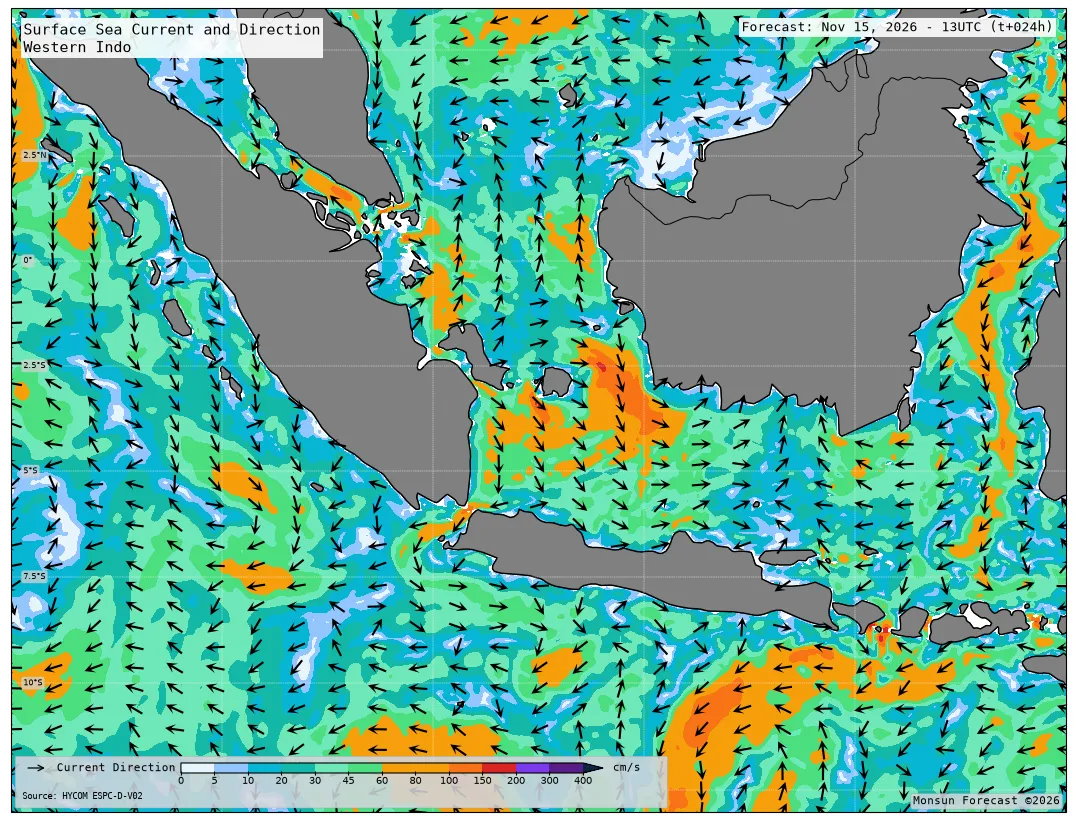 Surface Sea Current and Direction
Western Indo
Forecast: Nov 15, 2026 - 13UTC (t+024h)
2.5°N
0°
2.5°S
5°S
7.5°S
10°S
Current Direction
0 5 10 20 30 45 60 80 100 150 200 300 400
cm/s
Source: HYCOM ESPC-D-V02
Monsun Forecast ©2026